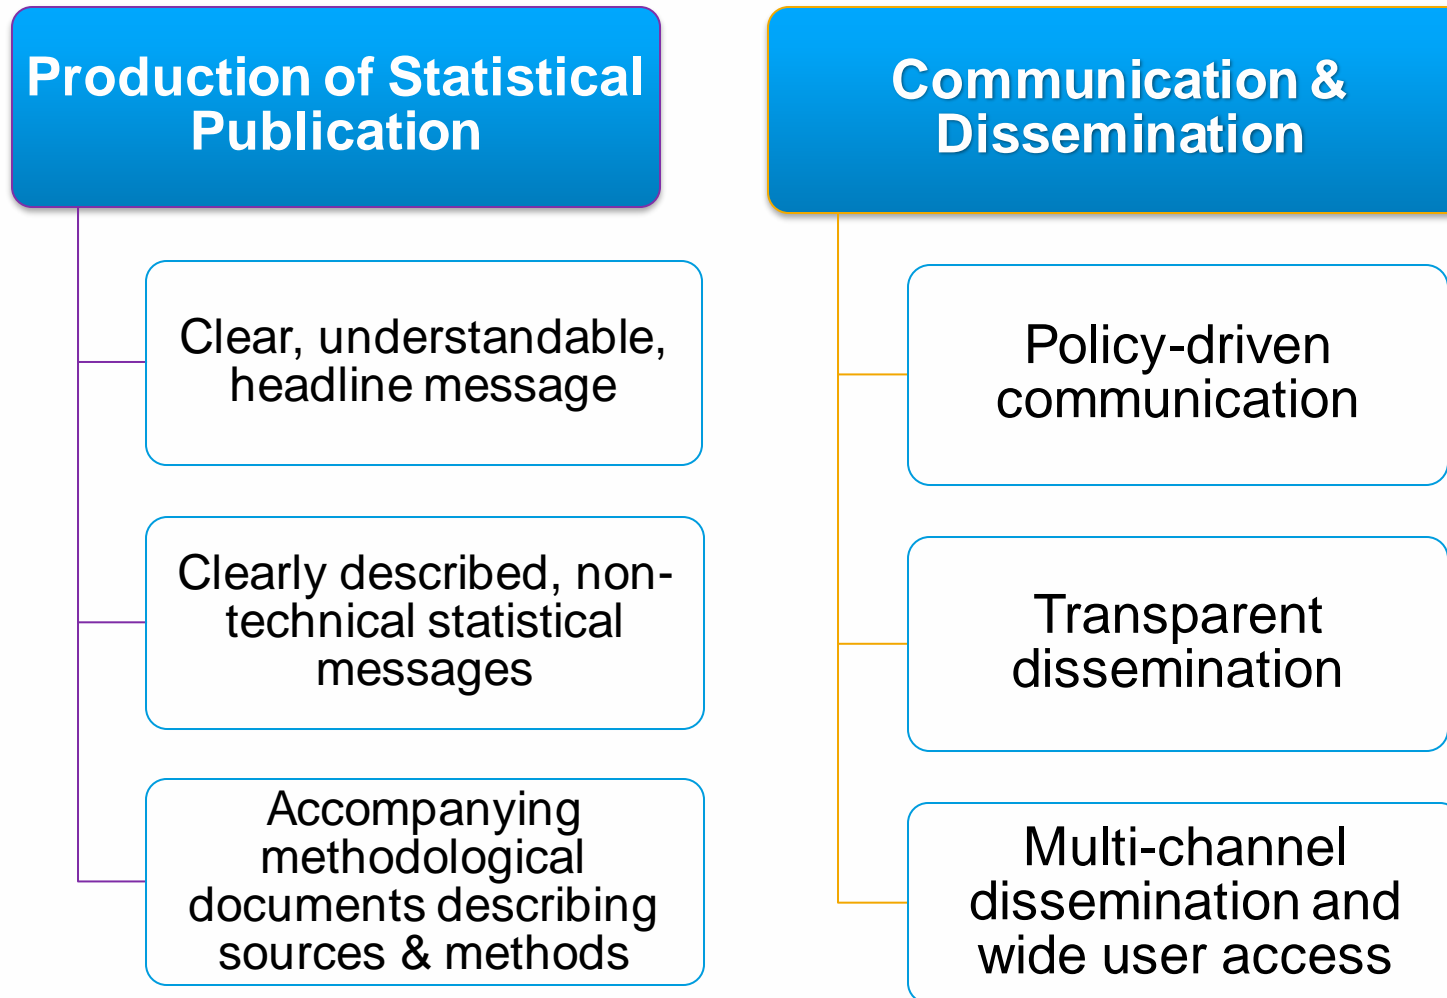 Production of Statistical
Publication
Clear, understandable,
headline message
Clearly described, non-
technical statistical
messages
Accompanying
methodological
documents describing
sources & methods
Communication &
Dissemination
Policy-driven
communication
Transparent
dissemination
Multi-channel
dissemination and
wide user access